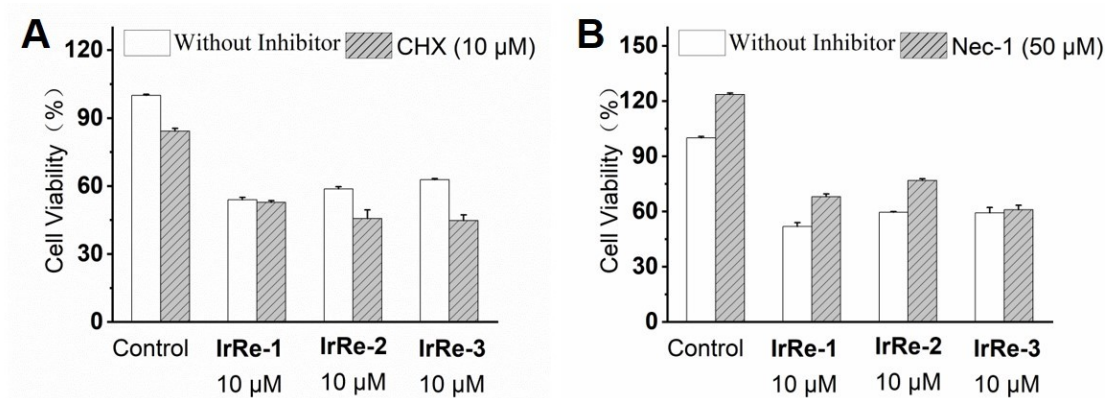 A
Without Inhibitor
CHX (10 µM)
Cell Viability (%)
120
90
60
30
0
Control
IrRe-1
IrRe-2
IrRe-3
10 µM
10 µM
10 µM
B
Without Inhibitor
Nec-1 (50 µM)
Cell Viability (%)
150
120
90
60
30
0
Control
IrRe-1
IrRe-2
IrRe-3
10 µM
10 µM
10 µM